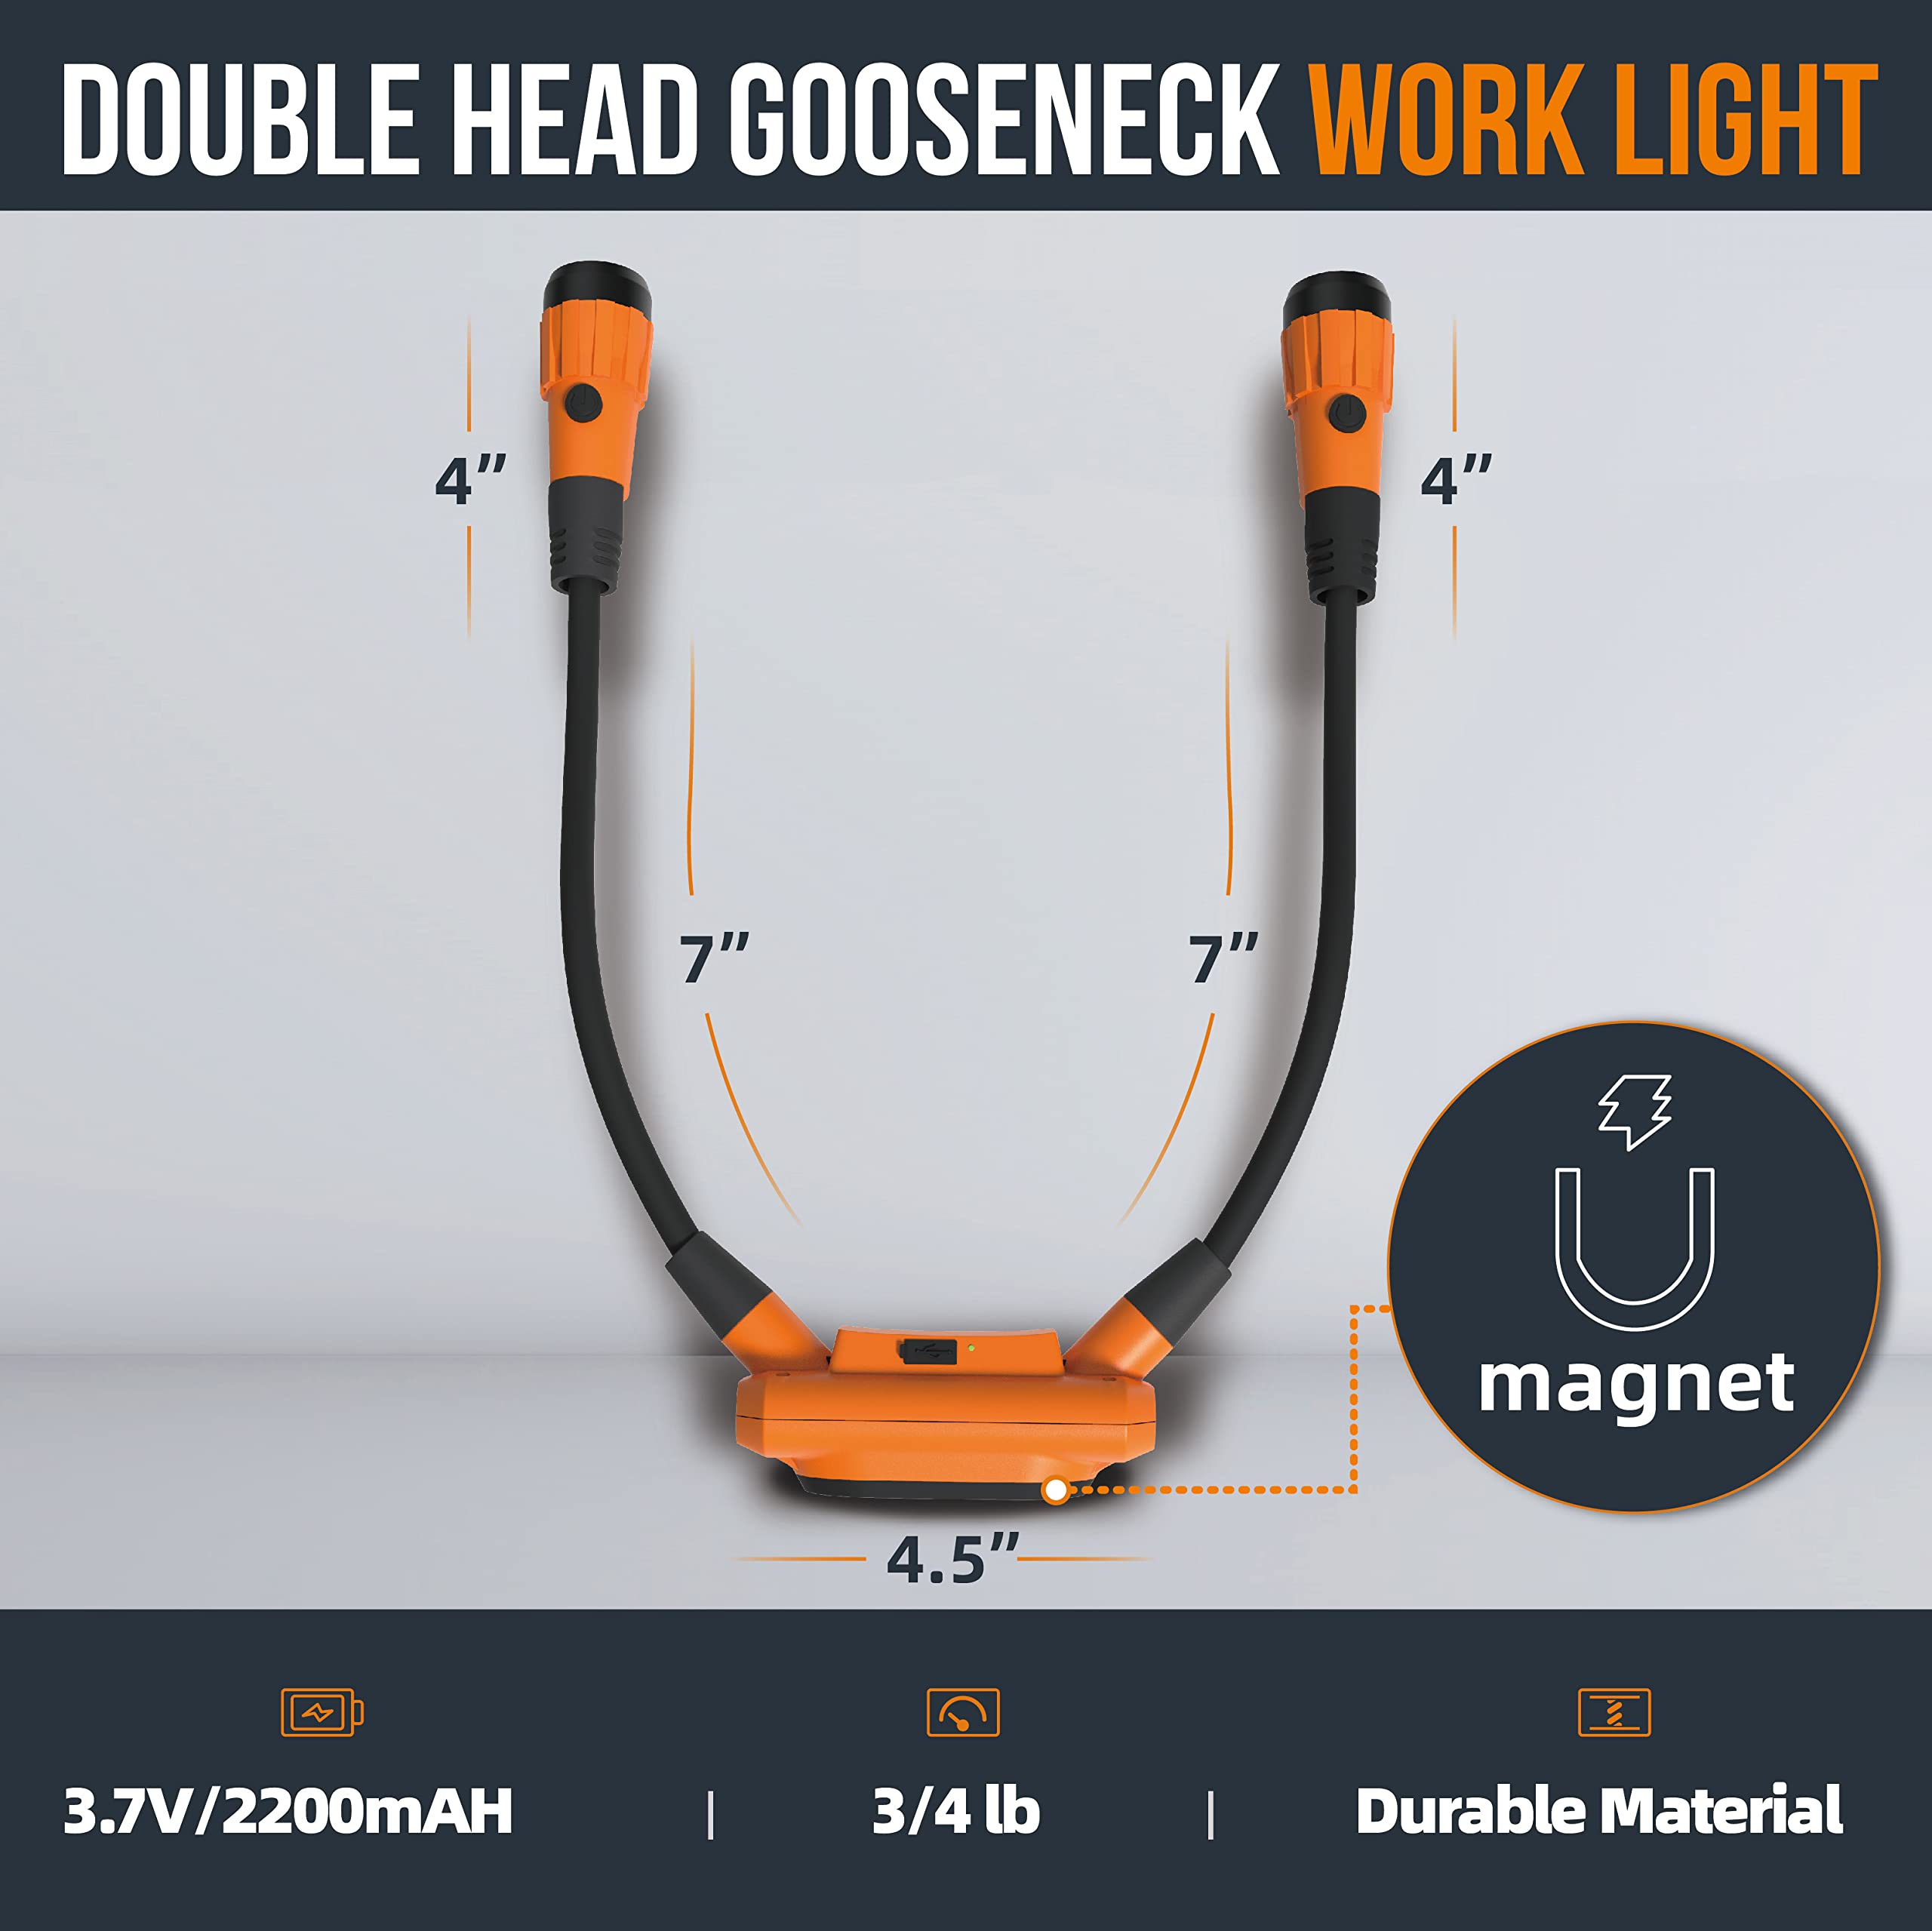 DOUBLE HEAD GOOSENECK WORK LIGHT
4” 4”
7” 7”
magnet
4.5”
3.7V/2200mAH | 3/4 lb | Durable Material